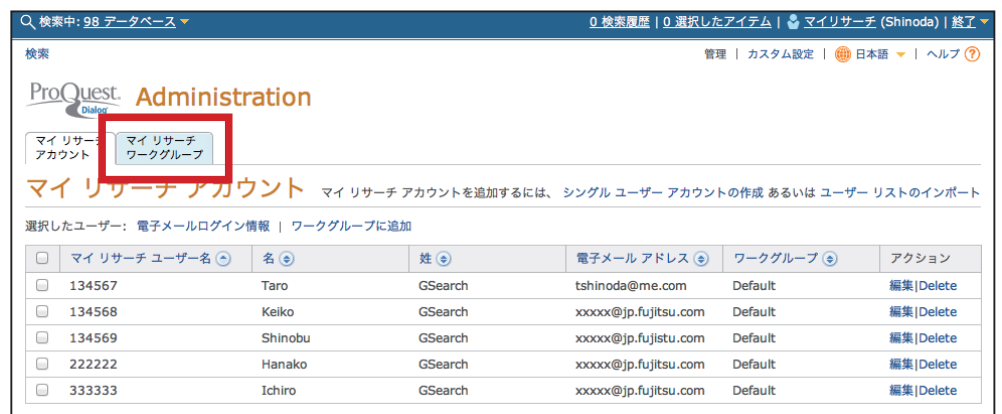 検索中: 98 データベース 0 検索履歴 | 0 選択したアイテム | マイリサーチ (Shinoda) | 終了
検索 管理 | カスタム設定 | 日本語 | ヘルプ ?
ProQuest. Dialog Administration
マイ リサーチ アカウント
マイ リサーチ ワークグループ
マイ リサーチ アカウント マイ リサーチ アカウントを追加するには、 シングル ユーザー アカウントの作成 あるいは ユーザー リストのインポート
選択したユーザー: 電子メールログイン情報 | ワークグループに追加
マイ リサーチ ユーザー名 名 姓 電子メール アドレス ワークグループ アクション
134567 Taro GSearch tshinoda@me.com Default 編集|Delete
134568 Keiko GSearch xxxxx@jp.fujitsu.com Default 編集|Delete
134569 Shinobu GSearch xxxxx@jp.fujistu.com Default 編集|Delete
222222 Hanako GSearch xxxxx@jp.fujitsu.com Default 編集|Delete
333333 Ichiro GSearch xxxxx@jp.fujitsu.com Default 編集|Delete